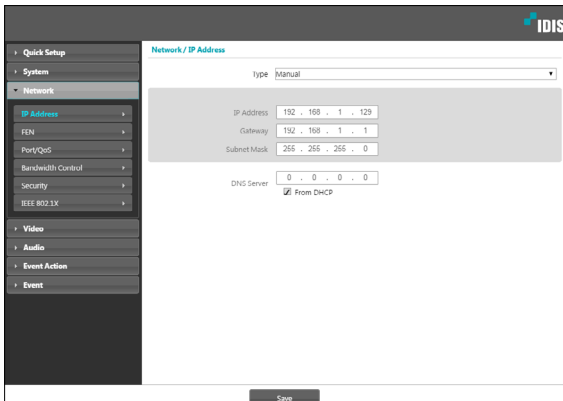 IDIS
Quick Setup
System
Network
IP Address
FEN
Port/QoS
Bandwidth Control
Security
IEEE 802.1X
Video
Audio
Event Action
Event
Network / IP Address
Type Manual
IP Address 192 . 168 . 1 . 129
Gateway 192 . 168 . 1 . 1
Subnet Mask 255 . 255 . 255 . 0
DNS Server 0 . 0 . 0 . 0
From DHCP
Save